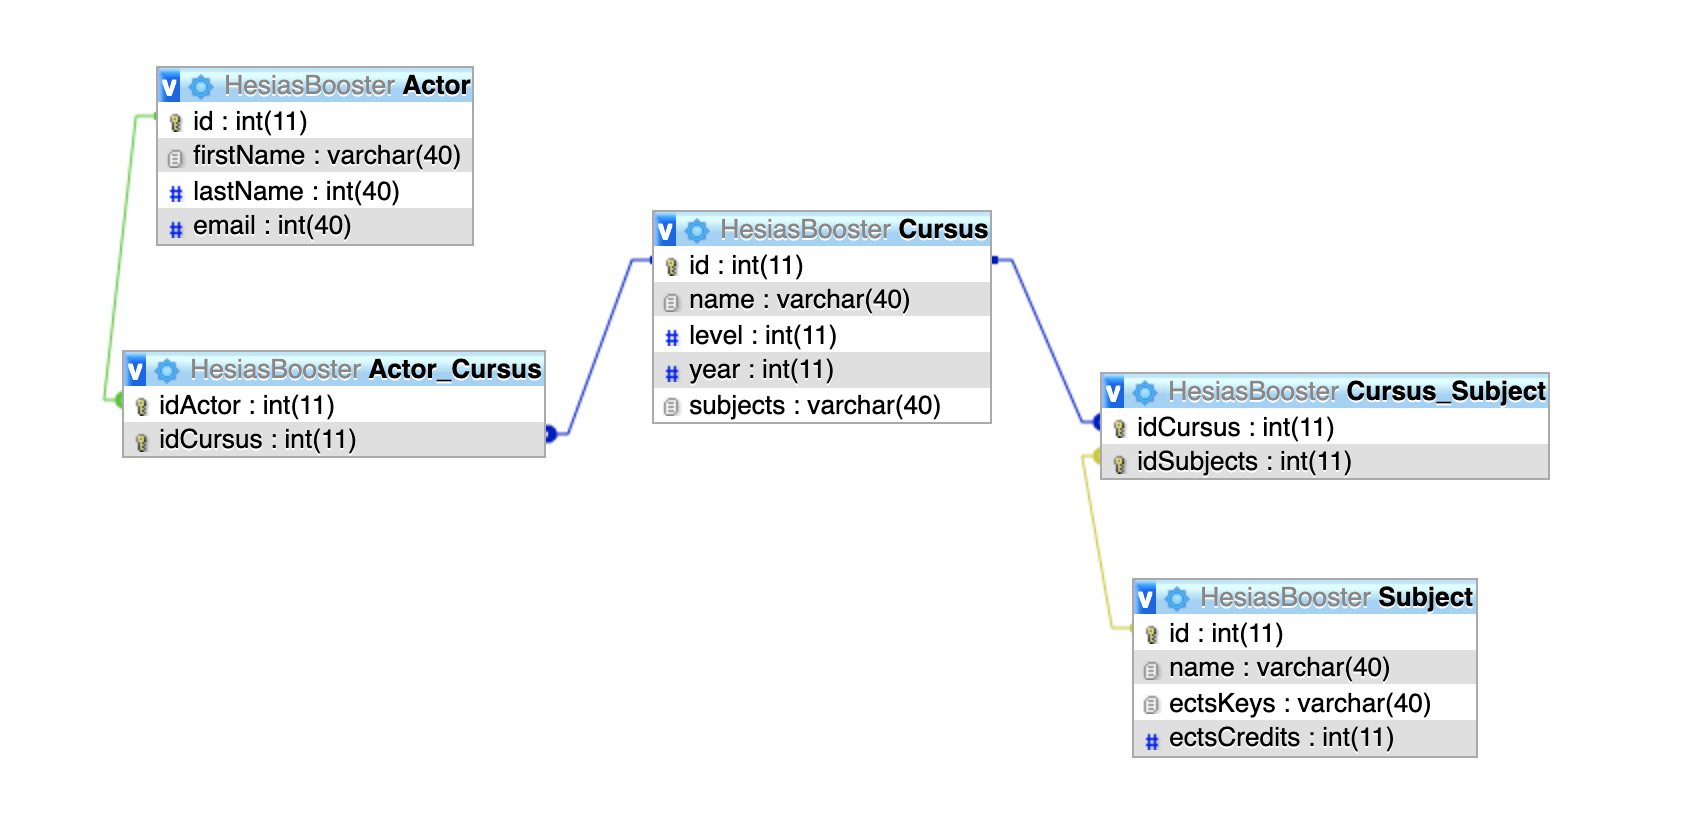 HesiasBooster Actor
id : int(11)
firstName : varchar(40)
lastName : int(40)
email : int(40)
HesiasBooster Actor_Cursus
idActor : int(11)
idCursus : int(11)
HesiasBooster Cursus
id : int(11)
name : varchar(40)
level : int(11)
year : int(11)
subjects : varchar(40)
HesiasBooster Cursus_Subject
idCursus : int(11)
idSubjects : int(11)
HesiasBooster Subject
id : int(11)
name : varchar(40)
ectsKeys : varchar(40)
ectsCredits : int(11)